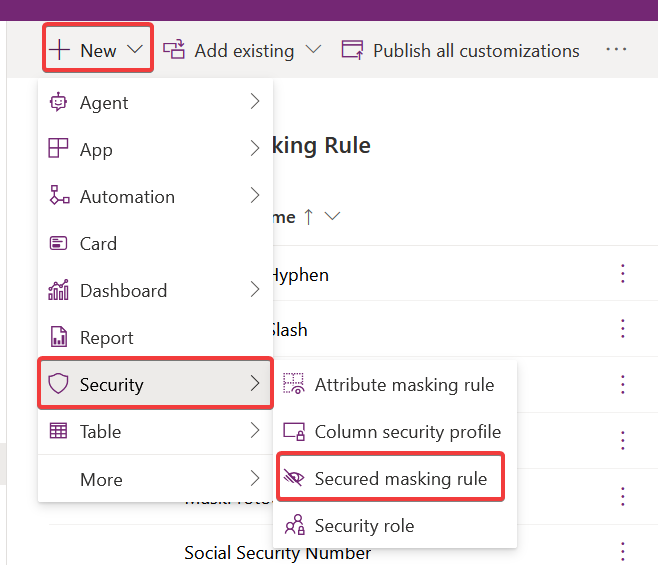 New
Add existing
Publish all customizations
Agent
king Rule
App
Automation
me
Card
Hyphen
Dashboard
Slash
Report
Security
Attribute masking rule
Table
Column security profile
More
Secured masking rule
Security role
Social Security Number